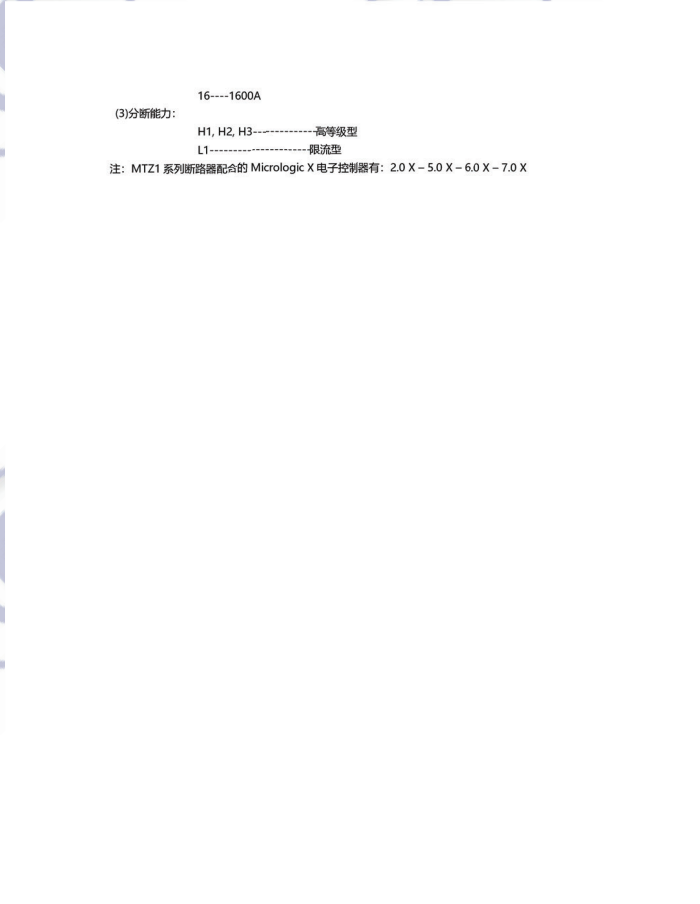 16----1600A
(3)分断能力：
H1, H2, H3--------------高等级型
L1----------------------限流型
注：MTZ1 系列断路器配合的 Micrologic X 电子控制器有：2.0 X – 5.0 X – 6.0 X – 7.0 X